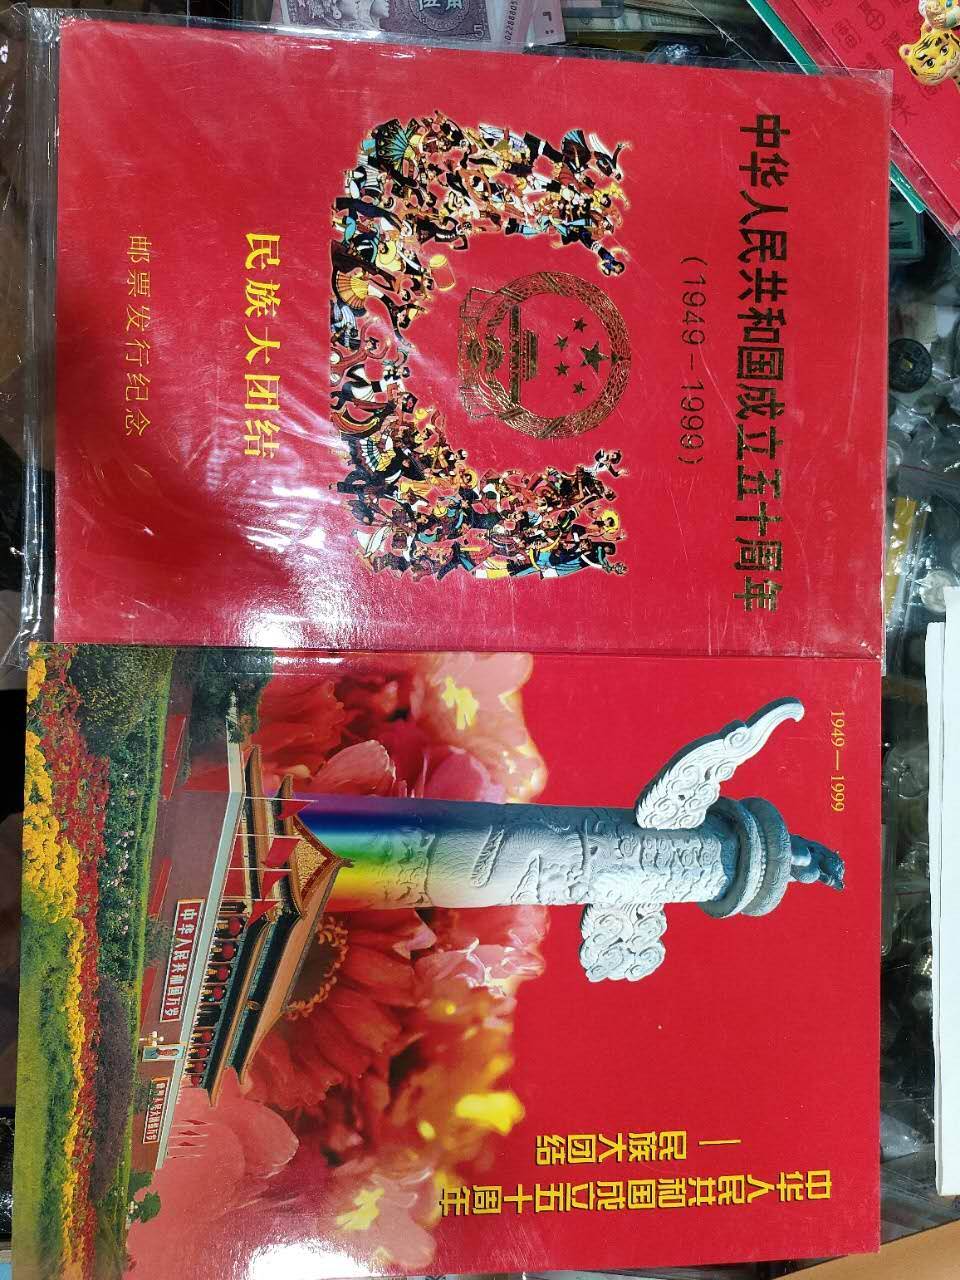 中华人民共和国成立五十周年
(1949-1999)
民族大团结
邮票发行纪念
1949—1999
中华人民共和国成立五十周年
—民族大团结
中华人民共和国万岁